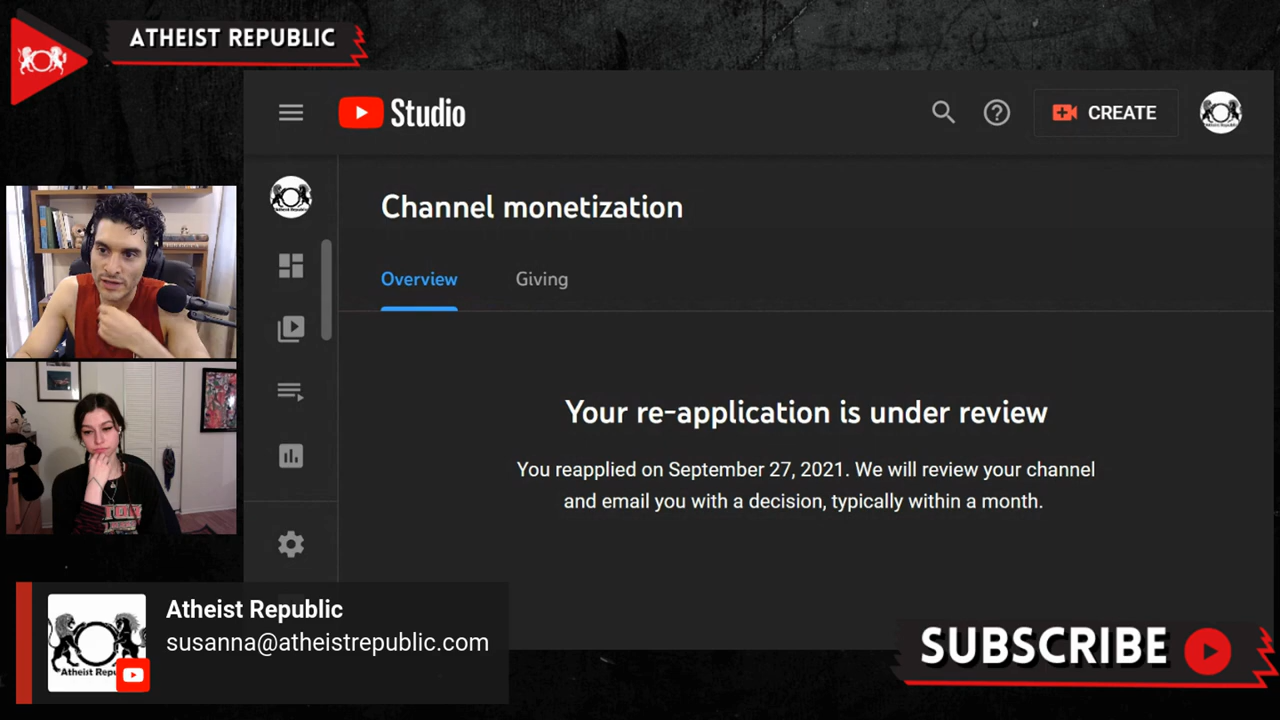 ATHEIST REPUBLIC
Studio
CREATE
Channel monetization
Overview
Giving
Your re-application is under review
You reapplied on September 27, 2021. We will review your channel
and email you with a decision, typically within a month.
Atheist Republic
susanna@atheistrepublic.com
SUBSCRIBE